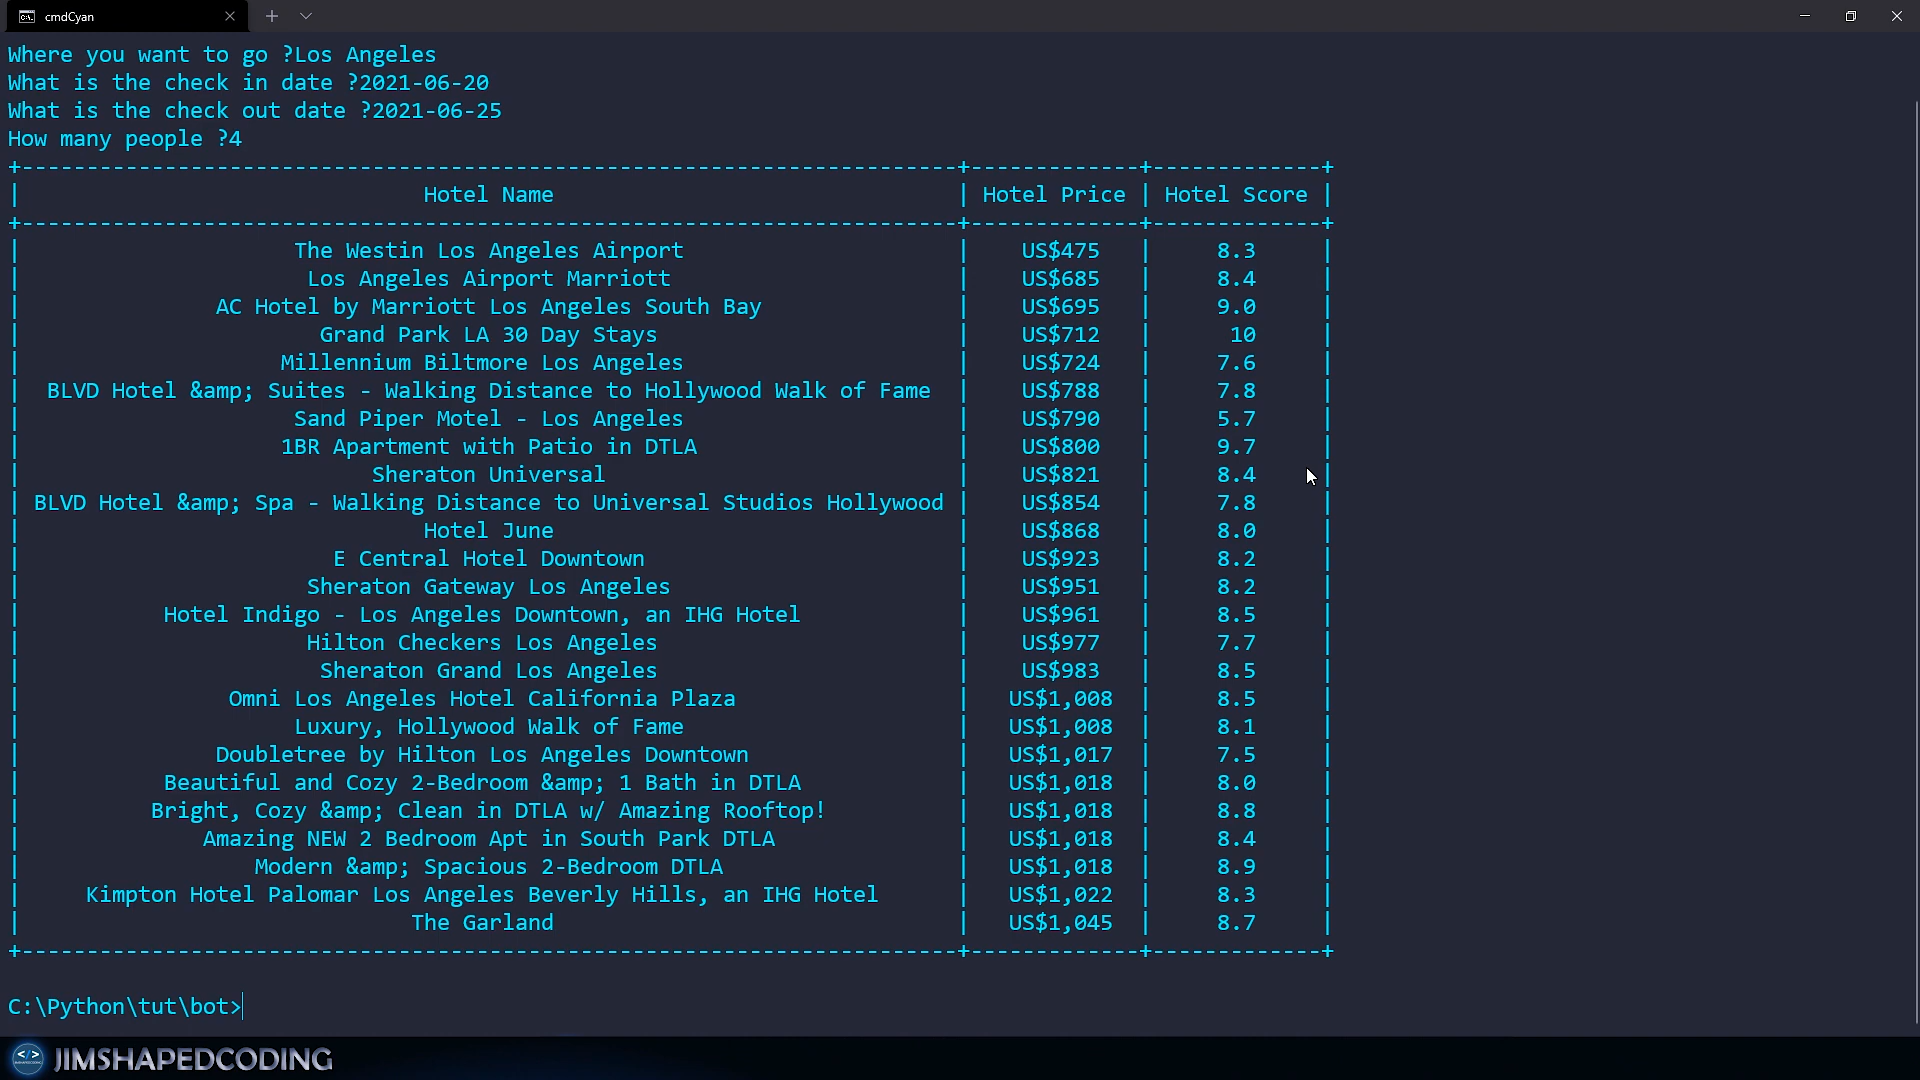 cmdCyan
Where you want to go ?Los Angeles
What is the check in date ?2021-06-20
What is the check out date ?2021-06-25
How many people ?4
Hotel Name | Hotel Price | Hotel Score
The Westin Los Angeles Airport | US$475 | 8.3
Los Angeles Airport Marriott | US$685 | 8.4
AC Hotel by Marriott Los Angeles South Bay | US$695 | 9.0
Grand Park LA 30 Day Stays | US$712 | 10
Millennium Biltmore Los Angeles | US$724 | 7.6
BLVD Hotel &amp; Suites - Walking Distance to Hollywood Walk of Fame | US$788 | 7.8
Sand Piper Motel - Los Angeles | US$790 | 5.7
1BR Apartment with Patio in DTLA | US$800 | 9.7
Sheraton Universal | US$821 | 8.4
BLVD Hotel &amp; Spa - Walking Distance to Universal Studios Hollywood | US$854 | 7.8
Hotel June | US$868 | 8.0
E Central Hotel Downtown | US$923 | 8.2
Sheraton Gateway Los Angeles | US$951 | 8.2
Hotel Indigo - Los Angeles Downtown, an IHG Hotel | US$961 | 8.5
Hilton Checkers Los Angeles | US$977 | 7.7
Sheraton Grand Los Angeles | US$983 | 8.5
Omni Los Angeles Hotel California Plaza | US$1,008 | 8.5
Luxury, Hollywood Walk of Fame | US$1,008 | 8.1
Doubletree by Hilton Los Angeles Downtown | US$1,017 | 7.5
Beautiful and Cozy 2-Bedroom &amp; 1 Bath in DTLA | US$1,018 | 8.0
Bright, Cozy &amp; Clean in DTLA w/ Amazing Rooftop! | US$1,018 | 8.8
Amazing NEW 2 Bedroom Apt in South Park DTLA | US$1,018 | 8.4
Modern &amp; Spacious 2-Bedroom DTLA | US$1,018 | 8.9
Kimpton Hotel Palomar Los Angeles Beverly Hills, an IHG Hotel | US$1,022 | 8.3
The Garland | US$1,045 | 8.7
C:\Python\tut\bot>
JIMSHAPEDCODING